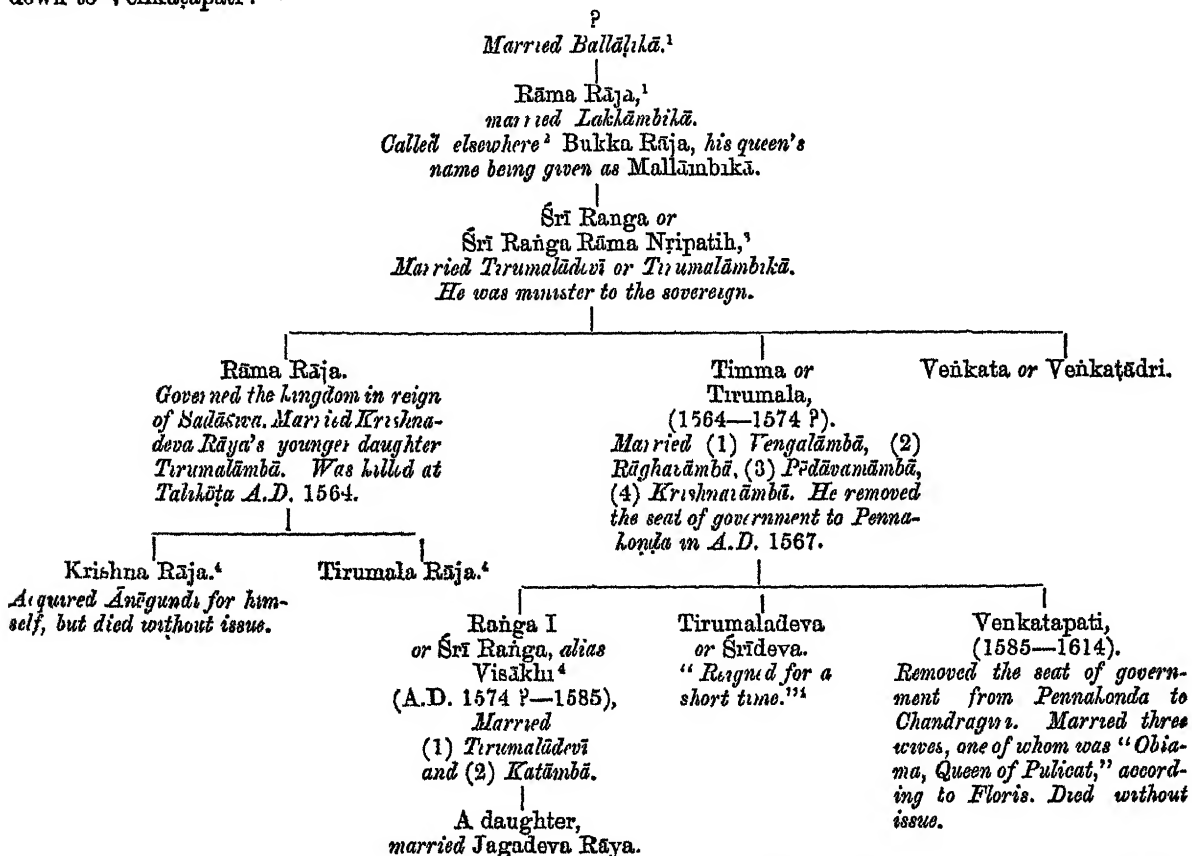 down to Venkaṭapati:
?
Married Ballāḷikā.¹
Rāma Rāja,¹
married Lakkāmbikā.
Called elsewhere² Bukka Rāja, his queen's
name being given as Mallāmbikā.
Śrī Ranga or
Śrī Raṅga Rāma Nṛipatih,³
Married Tirumalādevī or Tirumalāmbikā.
He was minister to the sovereign.
Rāma Rāja.
Governed the kingdom in reign
of Sadāśiva. Married Krishna-
deva Rāya's younger daughter
Tirumalāmbā. Was killed at
Talikōṭa A.D. 1564.
Timma or
Tirumala,
(1564—1574 ?).
Married (1) Vengalāmbā, (2)
Rāghavāmbā, (3) Pĕdāvamāmbā,
(4) Krishnavāmbā. He removed
the seat of government to Penna-
konḍa in A.D. 1567.
Veṅkata or Veṅkaṭādri.
Krishna Rāja.⁴
Acquired Ānēgundi for him-
self, but died without issue.
Tirumala Rāja.⁴
Raṅga I
or Śrī Raṅga, alias
Visākhi⁴
(A.D. 1574 ?—1585),
Married
(1) Tirumalādevī
and (2) Katāmbā.
A daughter,
married Jagadeva Rāya.
Tirumaladeva
or Śrīdeva.
"Reigned for a
short time."⁴
Venkatapati,
(1585—1614).
Removed the seat of govern-
ment from Pennakonda to
Chandragiri. Married three
wives, one of whom was "Obia-
ma, Queen of Pulicat," accord-
ing to Floris. Died without
issue.